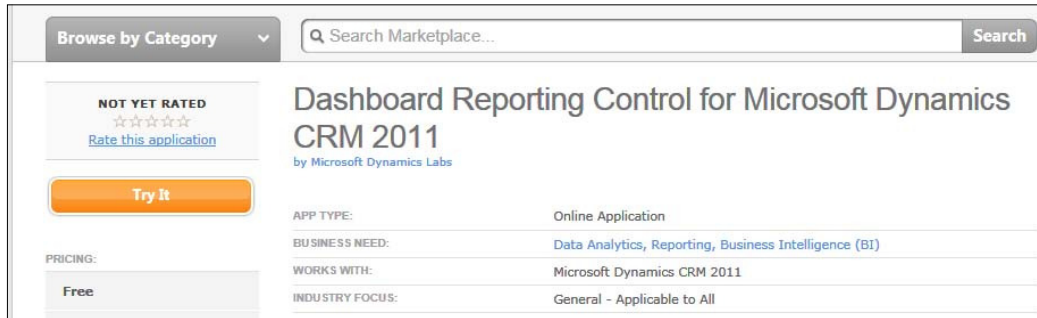 Browse by Category
Search Marketplace...
Search
NOT YET RATED
Rate this application
Try It
PRICING:
Free
Dashboard Reporting Control for Microsoft Dynamics
CRM 2011
by Microsoft Dynamics Labs
APP TYPE: Online Application
BUSINESS NEED: Data Analytics, Reporting, Business Intelligence (BI)
WORKS WITH: Microsoft Dynamics CRM 2011
INDUSTRY FOCUS: General - Applicable to All